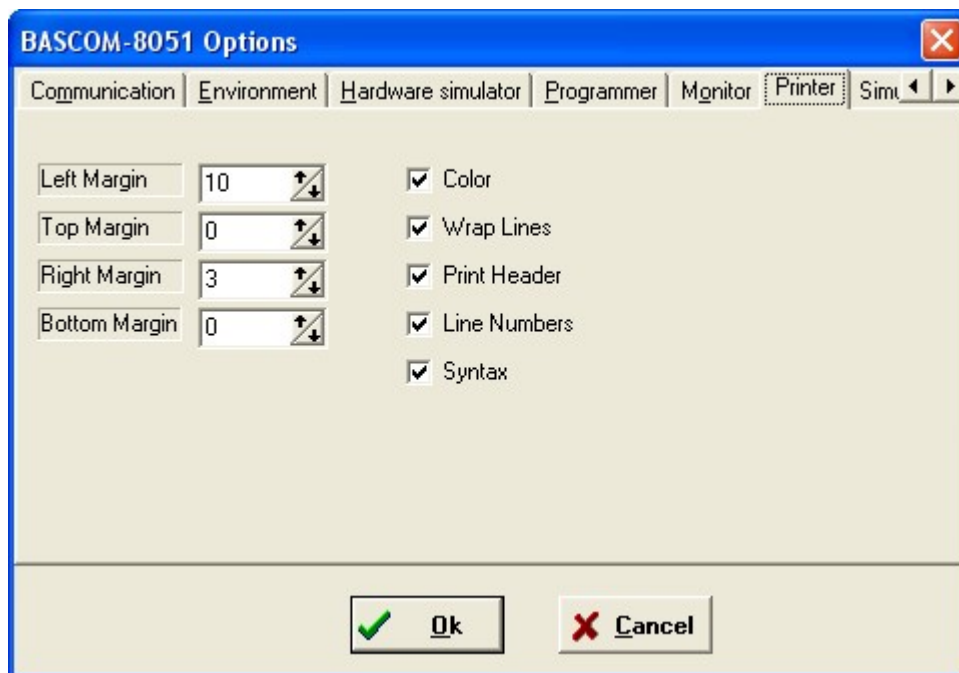 BASCOM-8051 Options
Communication Environment Hardware simulator Programmer Monitor Printer
Left Margin 10 Color
Top Margin 0 Wrap Lines
Right Margin 3 Print Header
Bottom Margin 0 Line Numbers
Syntax
Ok Cancel